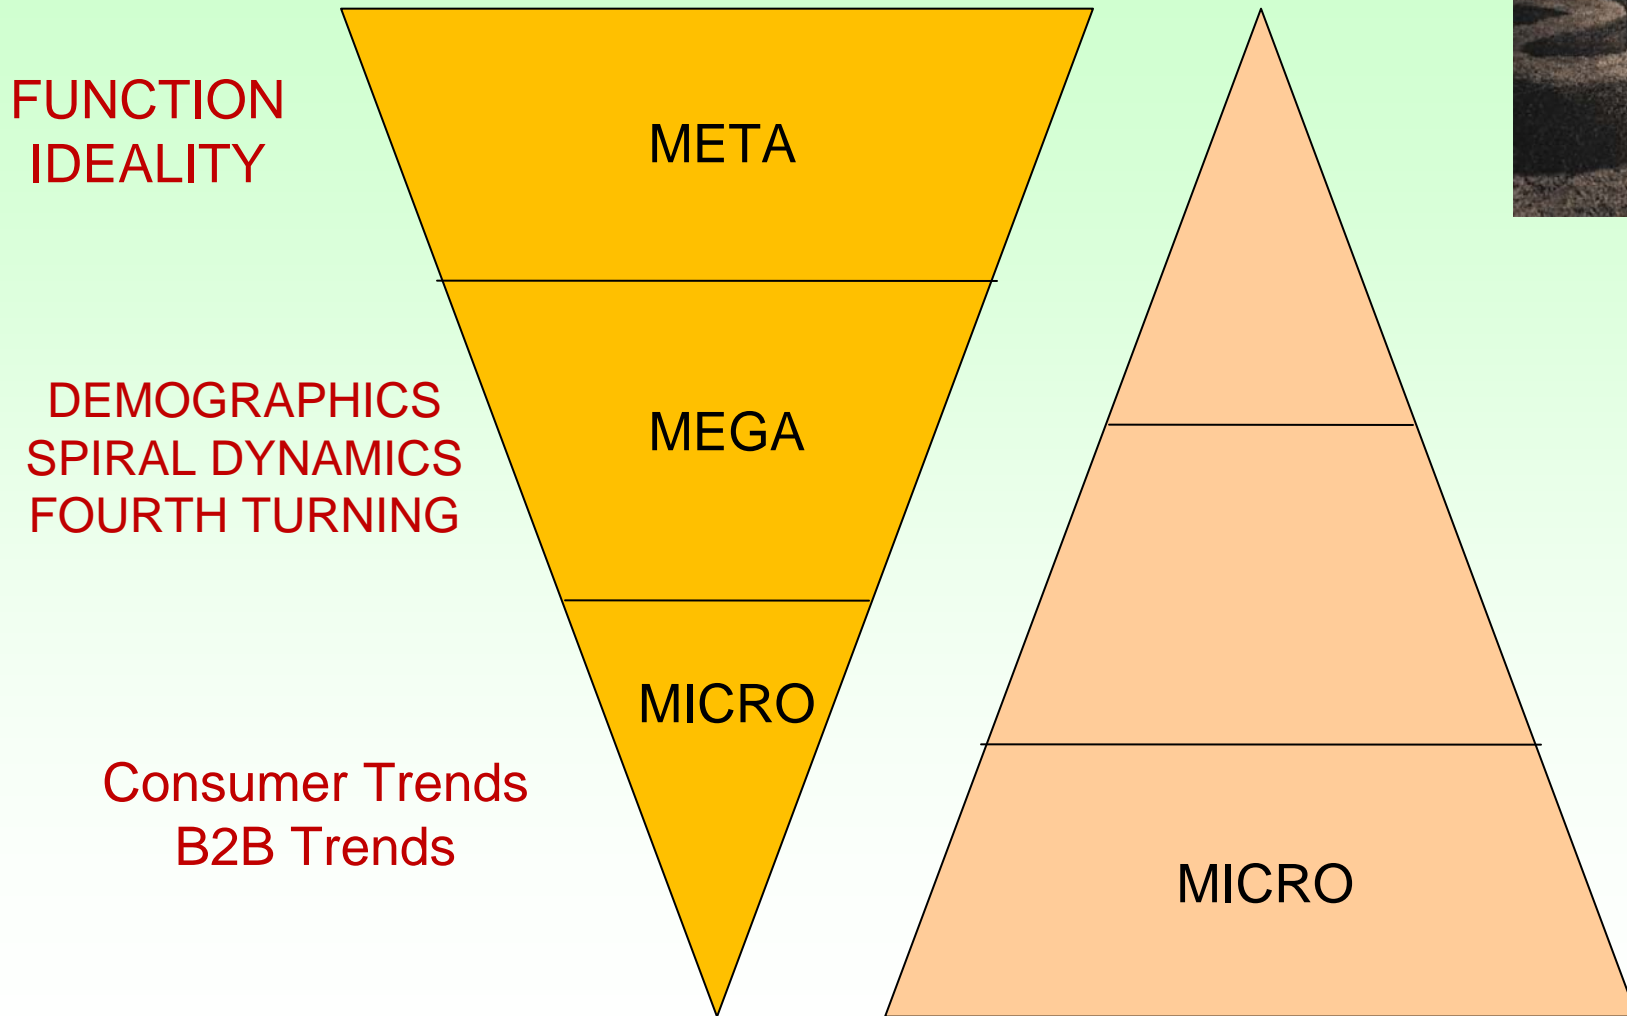 FUNCTION
IDEALITY
META
DEMOGRAPHICS
SPIRAL DYNAMICS
FOURTH TURNING
MEGA
MICRO
Consumer Trends
B2B Trends
MICRO